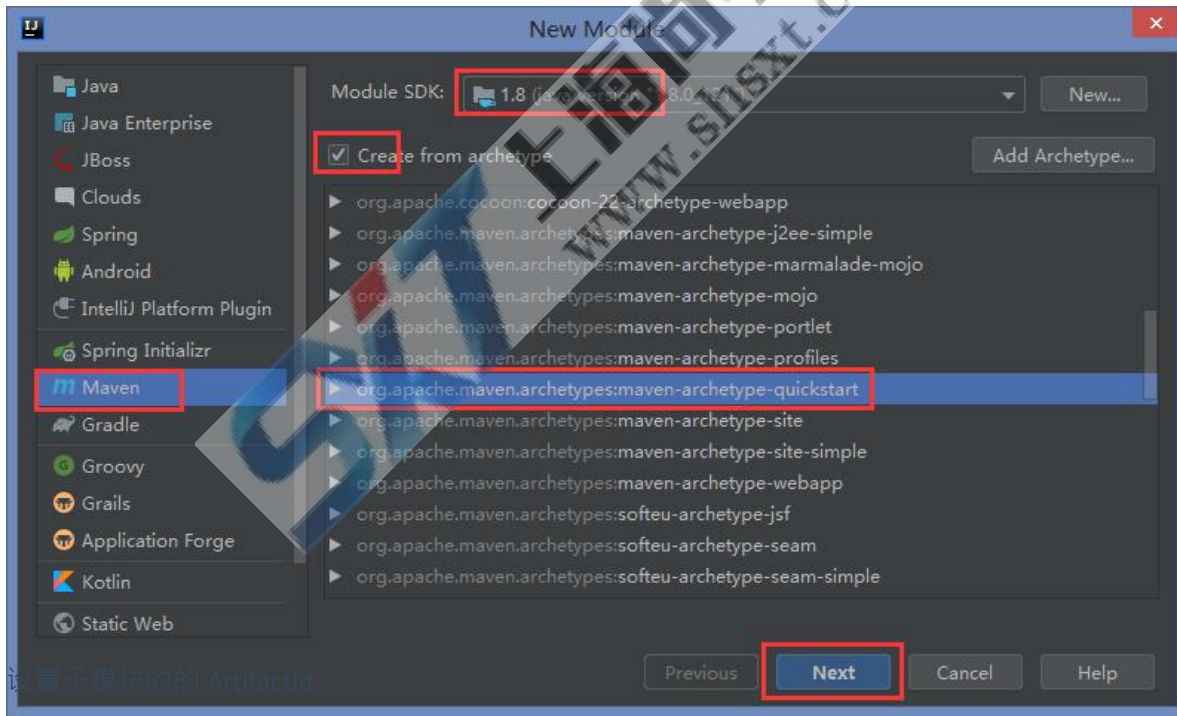 New Module
Java
Java Enterprise
JBoss
Clouds
Spring
Android
IntelliJ Platform Plugin
Spring Initializr
Maven
Gradle
Groovy
Grails
Application Forge
Kotlin
Static Web
Module SDK:
1.8 (java version "1.8.0_121")
New...
Create from archetype
Add Archetype...
org.apache.cocoon:cocoon-22-archetype-webapp
org.apache.maven.archetypes:maven-archetype-j2ee-simple
org.apache.maven.archetypes:maven-archetype-marmalade-mojo
org.apache.maven.archetypes:maven-archetype-mojo
org.apache.maven.archetypes:maven-archetype-portlet
org.apache.maven.archetypes:maven-archetype-profiles
org.apache.maven.archetypes:maven-archetype-quickstart
org.apache.maven.archetypes:maven-archetype-site
org.apache.maven.archetypes:maven-archetype-site-simple
org.apache.maven.archetypes:maven-archetype-webapp
org.apache.maven.archetypes:softeu-archetype-jsf
org.apache.maven.archetypes:softeu-archetype-seam
org.apache.maven.archetypes:softeu-archetype-seam-simple
设置子模块的的 ArtifactId
Previous
Next
Cancel
Help
SXT
上海尚
www.shsxt.c